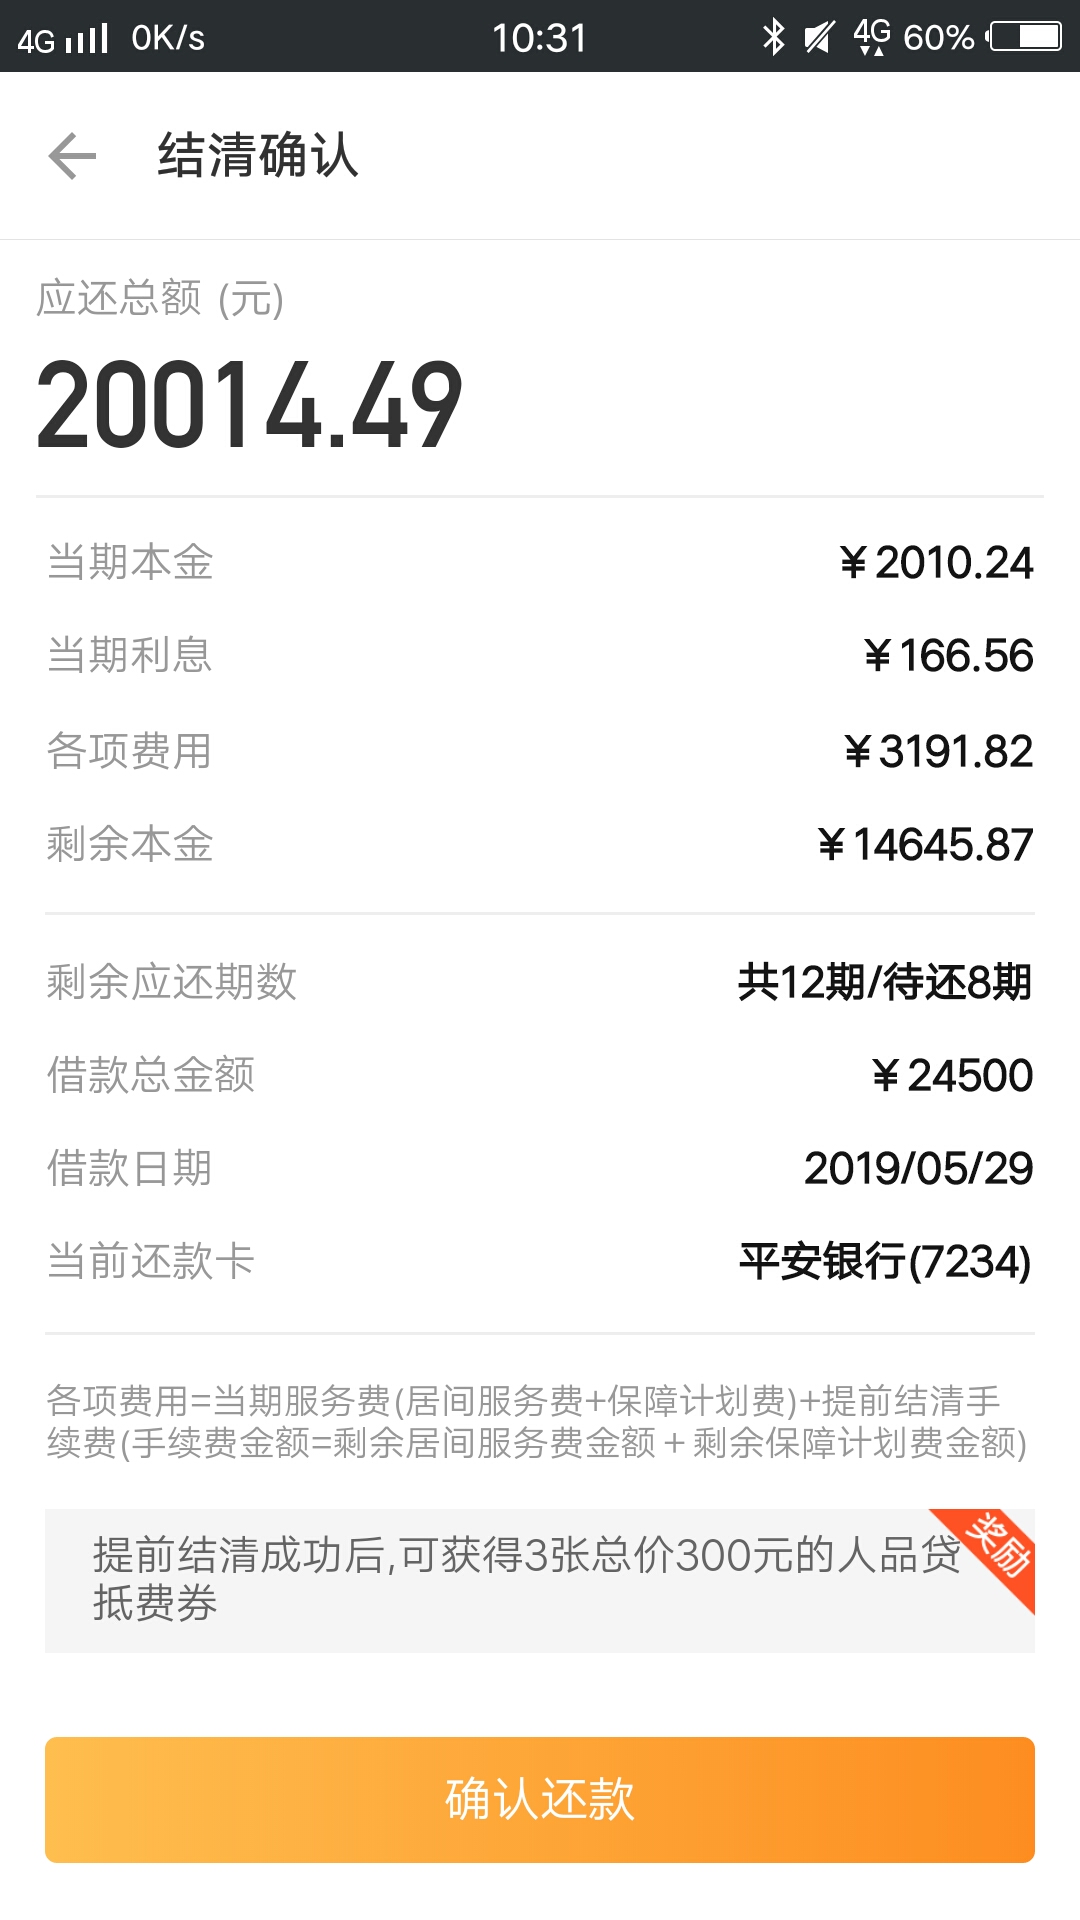 4G 0K/s 10:31 4G 60%
结清确认
应还总额 (元)
20014.49
当期本金 ¥2010.24
当期利息 ¥166.56
各项费用 ¥3191.82
剩余本金 ¥14645.87
剩余应还期数 共12期/待还8期
借款总金额 ¥24500
借款日期 2019/05/29
当前还款卡 平安银行(7234)
各项费用=当期服务费(居间服务费+保障计划费)+提前结清手
续费(手续费金额=剩余居间服务费金额＋剩余保障计划费金额)
奖励
提前结清成功后,可获得3张总价300元的人品贷
抵费券
确认还款